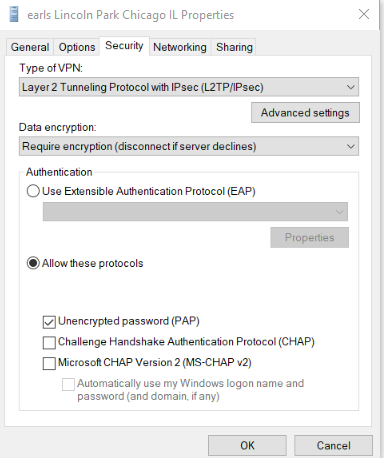 earls Lincoln Park Chicago IL Properties
General Options Security Networking Sharing
Type of VPN:
Layer 2 Tunneling Protocol with IPsec (L2TP/IPsec)
Advanced settings
Data encryption:
Require encryption (disconnect if server declines)
Authentication
Use Extensible Authentication Protocol (EAP)
Properties
Allow these protocols
Unencrypted password (PAP)
Challenge Handshake Authentication Protocol (CHAP)
Microsoft CHAP Version 2 (MS-CHAP v2)
Automatically use my Windows logon name and
password (and domain, if any)
OK Cancel